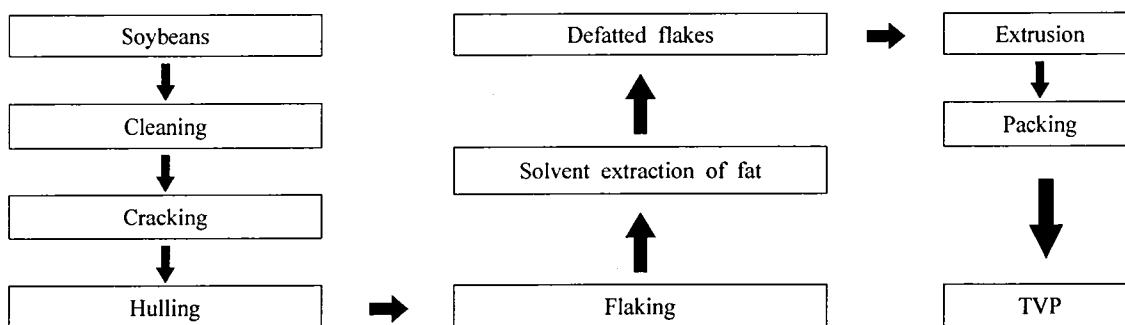 Soybeans
Cleaning
Cracking
Hulling
Flaking
Solvent extraction of fat
Defatted flakes
Extrusion
Packing
TVP